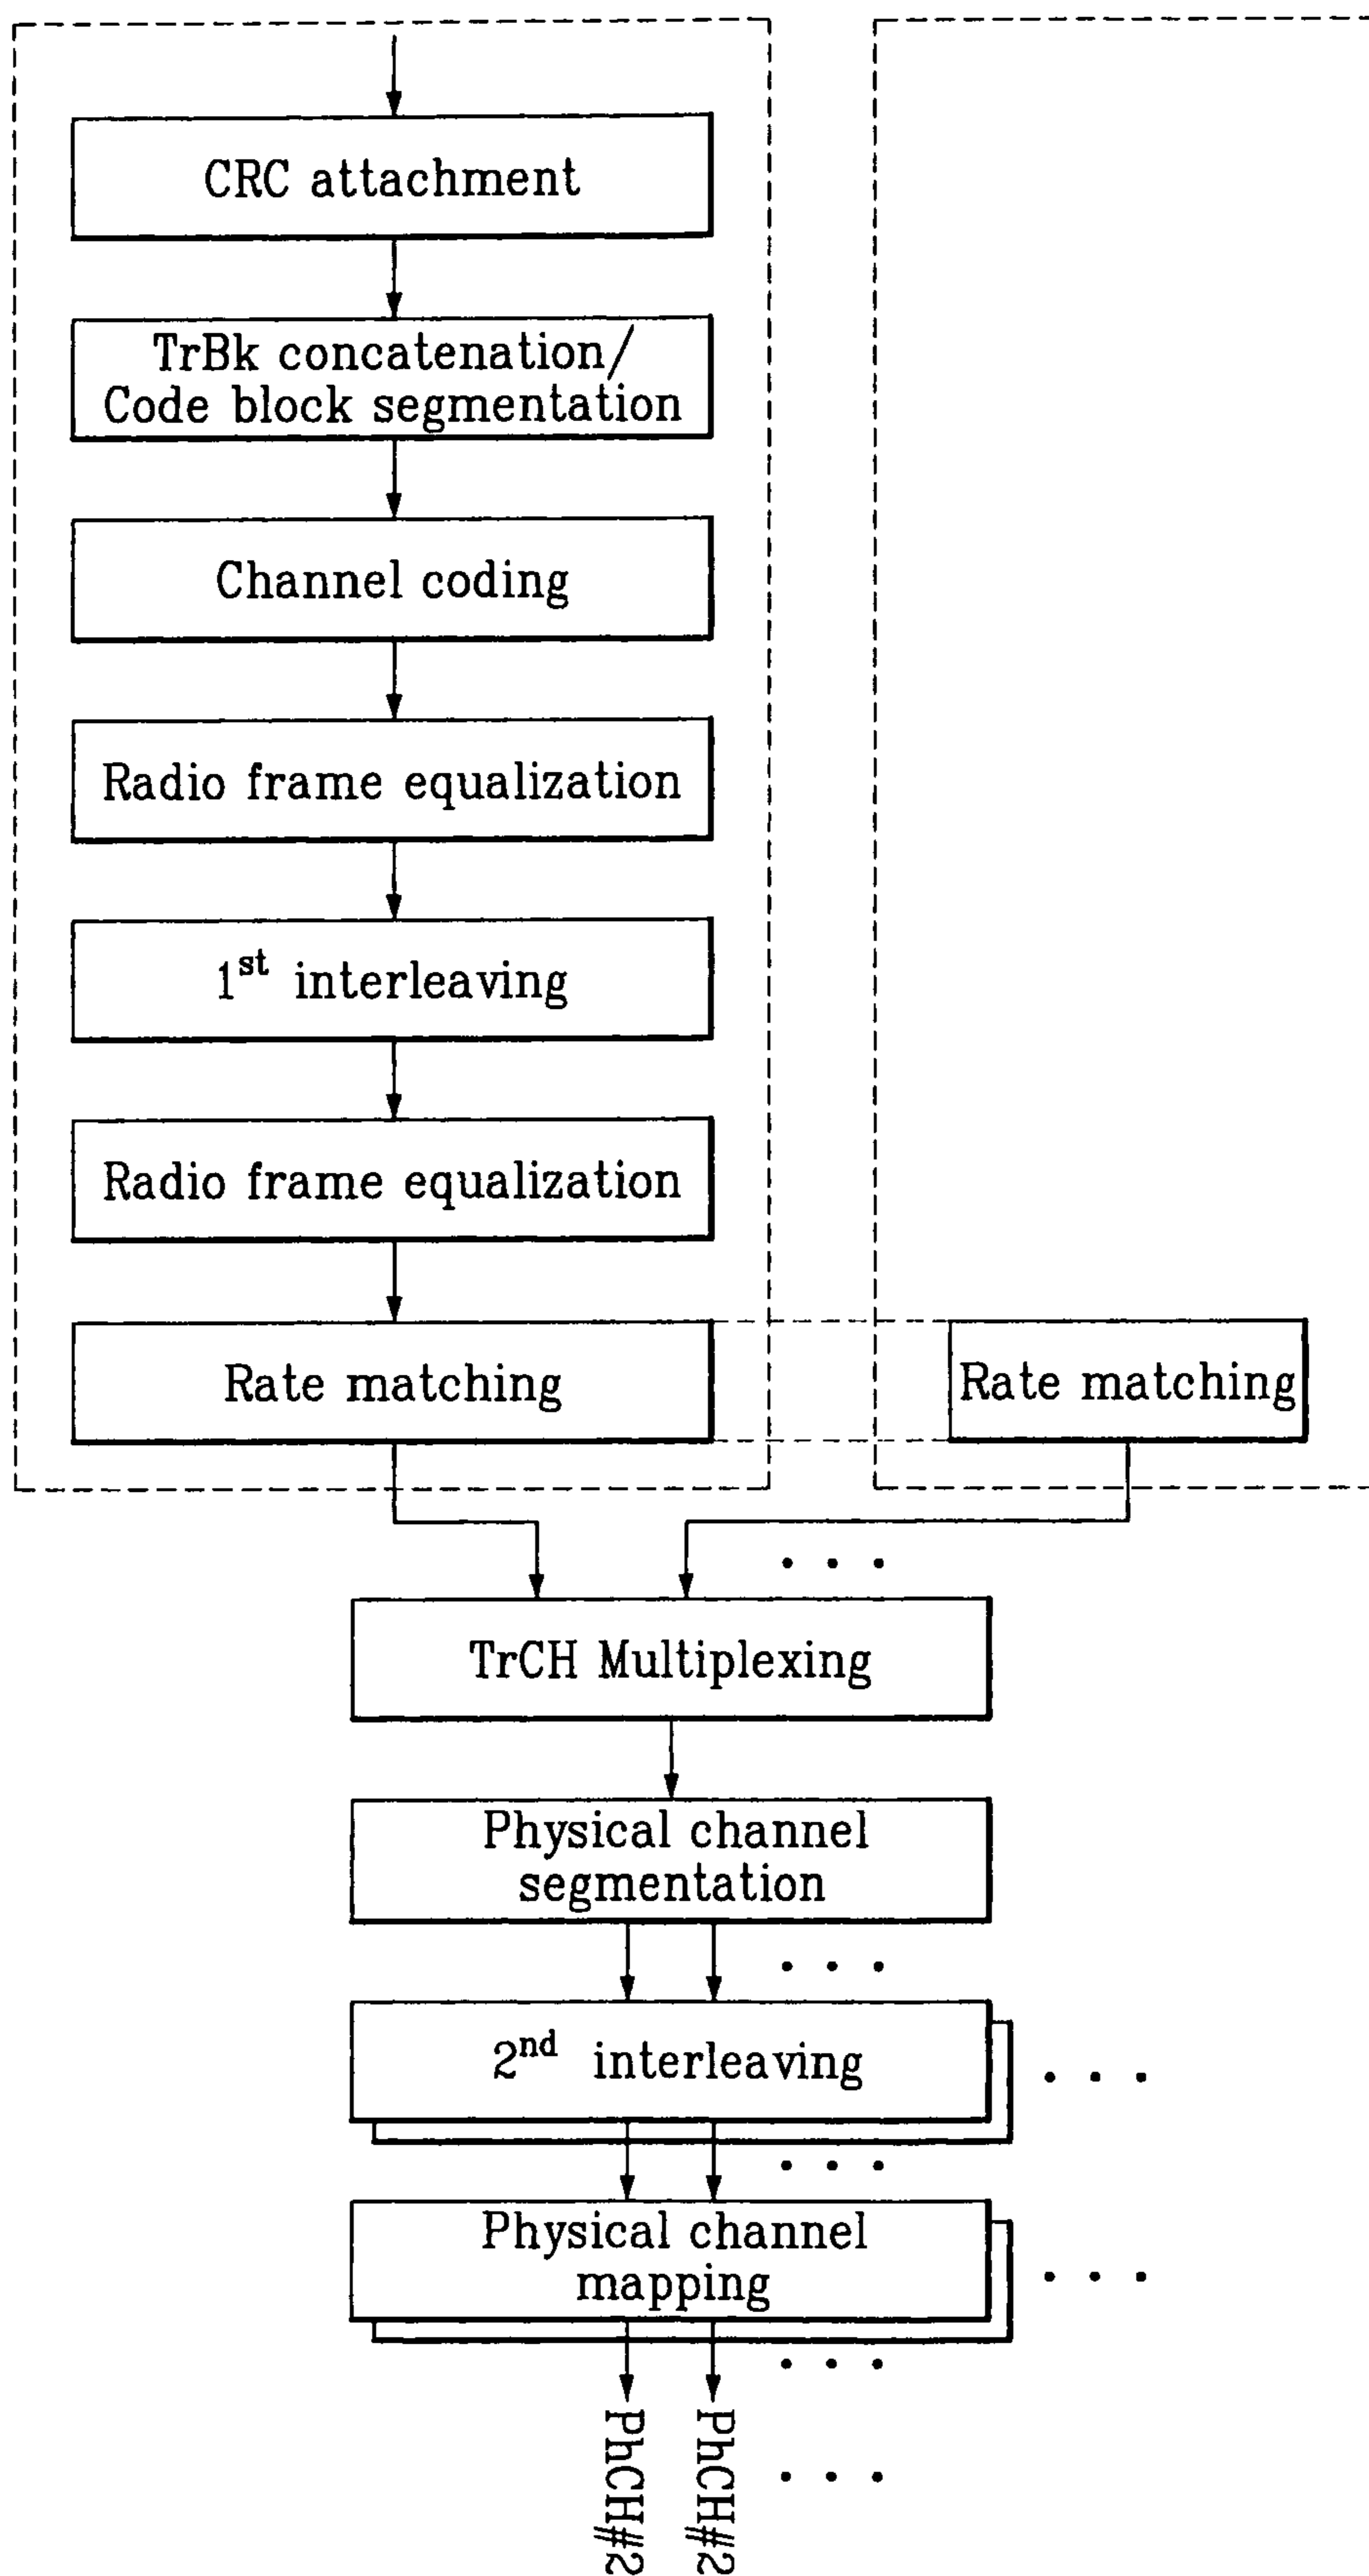 CRC attachment
TrBk concatenation/
Code block segmentation
Channel coding
Radio frame equalization
1st interleaving
Radio frame equalization
Rate matching
Rate matching
TrCH Multiplexing
Physical channel
segmentation
2nd interleaving
Physical channel
mapping
PhCH#2
PhCH#2